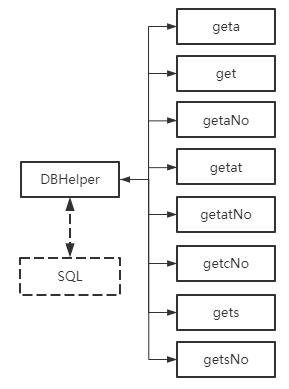 geta
get
getaNo
getat
DBHelper
getatNo
getcNo
SQL
gets
getsNo